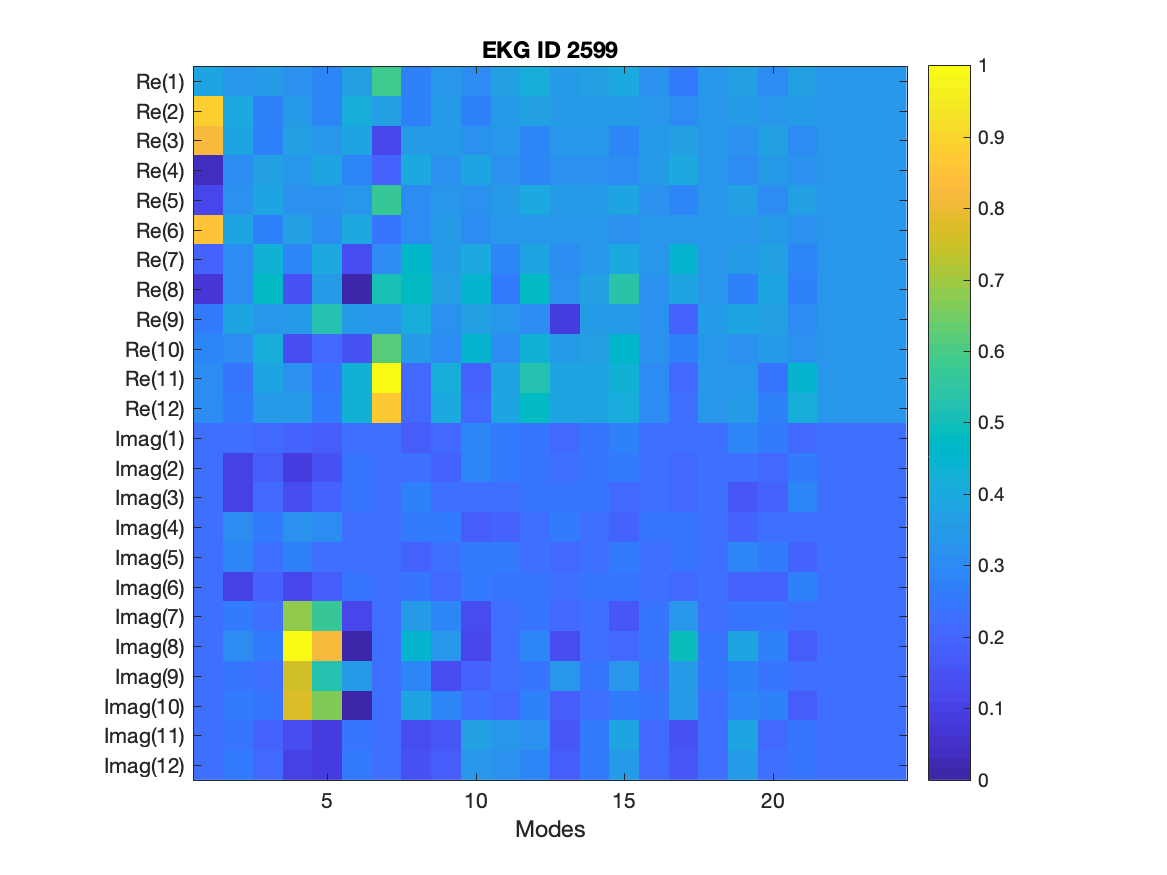 EKG ID 2599
Re(1)
Re(2)
Re(3)
Re(4)
Re(5)
Re(6)
Re(7)
Re(8)
Re(9)
Re(10)
Re(11)
Re(12)
Imag(1)
Imag(2)
Imag(3)
Imag(4)
Imag(5)
Imag(6)
Imag(7)
Imag(8)
Imag(9)
Imag(10)
Imag(11)
Imag(12)
5 10 15 20
Modes
1
0.9
0.8
0.7
0.6
0.5
0.4
0.3
0.2
0.1
0